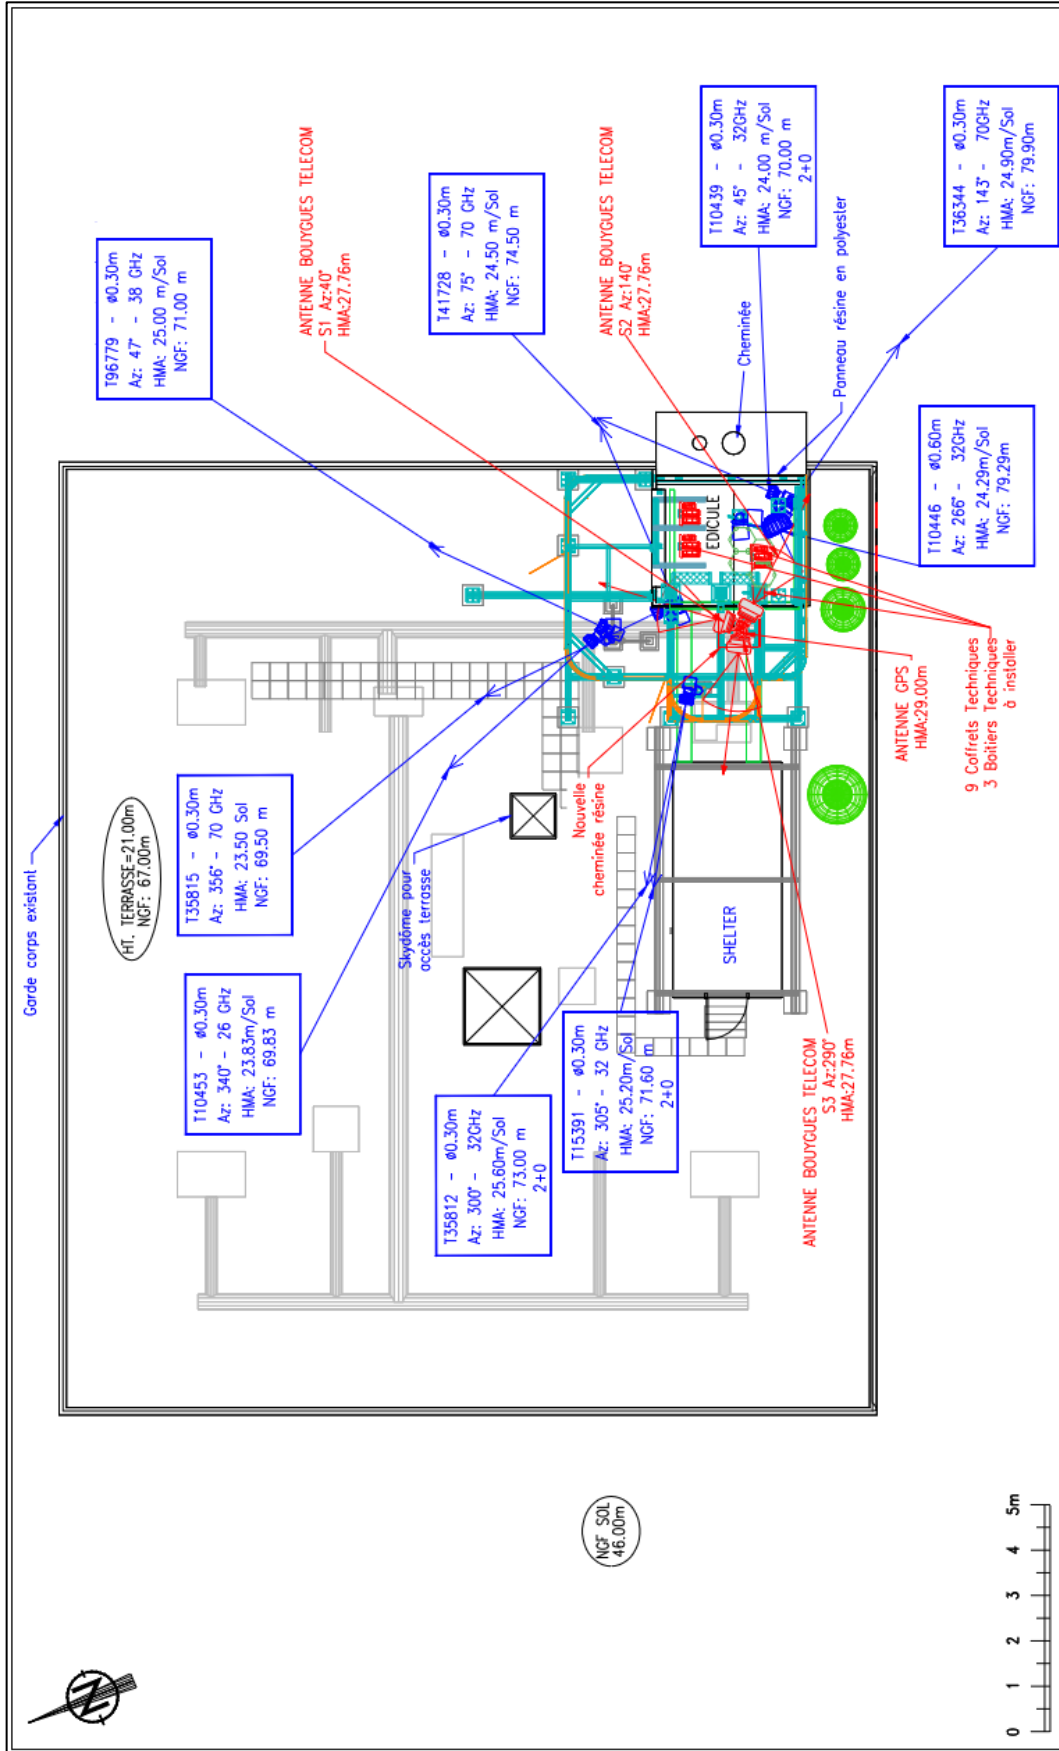 Garde corps existant
HT. TERRASSE=21.00m
NGF: 67.00m
T96779 - ø0.30m
Az: 47° - 38 GHz
HMA: 25.00 m/Sol
NGF: 71.00 m
ANTENNE BOUYGUES TELECOM
S1 Az:40°
HMA:27.76m
T41728 - ø0.30m
Az: 75° - 70 GHz
HMA: 24.50 m/Sol
NGF: 74.50 m
ANTENNE BOUYGUES TELECOM
S2 Az:140°
HMA:27.76m
T10439 - ø0.30m
Az: 45° - 32GHz
HMA: 24.00 m/Sol
NGF: 70.00 m
2+0
T36344 - ø0.30m
Az: 143° - 70GHz
HMA: 24.90m/Sol
NGF: 79.90m
Cheminée
Panneau résine en polyester
T10446 - ø0.60m
Az: 266° - 32GHz
HMA: 24.29m/Sol
NGF: 79.29m
EDICULE
ANTENNE GPS
HMA:29.00m
9 Coffrets Techniques
3 Boitiers Techniques
à installer
T35815 - ø0.30m
Az: 356° - 70 GHz
HMA: 23.50 Sol
NGF: 69.50 m
T10453 - ø0.30m
Az: 340° - 26 GHz
HMA: 23.83m/Sol
NGF: 69.83 m
Skydôme pour
accès terrasse
Nouvelle
cheminée résine
SHELTER
T35812 - ø0.30m
Az: 300° - 32GHz
HMA: 25.60m/Sol
NGF: 73.00 m
2+0
T15391 - ø0.30m
Az: 305° - 32 GHz
HMA: 25.20m/Sol
NGF: 71.60 m
2+0
ANTENNE BOUYGUES TELECOM
S3 Az:290°
HMA:27.76m
NGF SOL
46.00m
N
0 1 2 3 4 5m